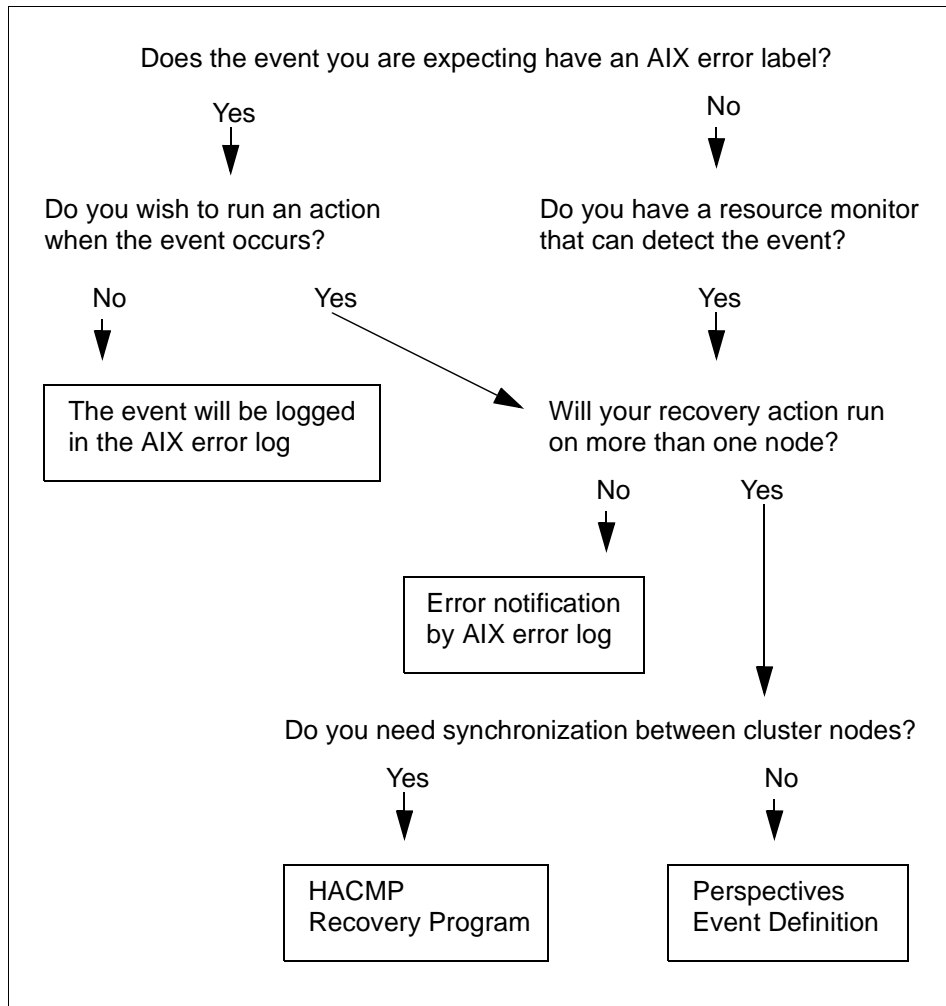 Does the event you are expecting have an AIX error label?
Yes
No
Do you wish to run an action
when the event occurs?
Do you have a resource monitor
that can detect the event?
No
Yes
Yes
The event will be logged
in the AIX error log
Will your recovery action run
on more than one node?
No
Yes
Error notification
by AIX error log
Do you need synchronization between cluster nodes?
Yes
No
HACMP
Recovery Program
Perspectives
Event Definition